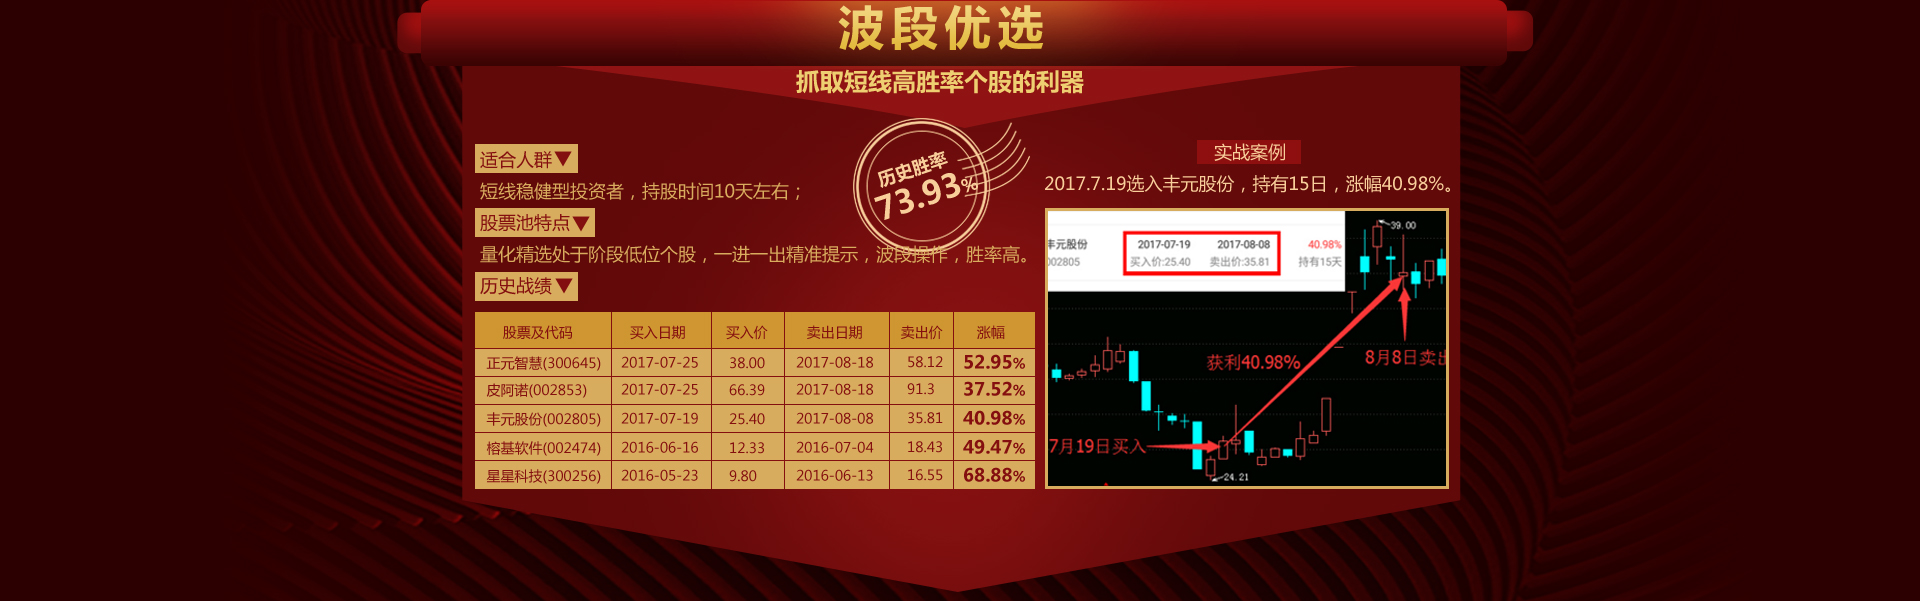 波段优选
抓取短线高胜率个股的利器
适合人群▼
短线稳健型投资者，持股时间10天左右；
股票池特点▼
量化精选处于阶段低位个股，一进一出精准提示，波段操作，胜率高。
历史胜率
73.93%
历史战绩▼
股票及代码 买入日期 买入价 卖出日期 卖出价 涨幅
正元智慧(300645) 2017-07-25 38.00 2017-08-18 58.12 52.95%
皮阿诺(002853) 2017-07-25 66.39 2017-08-18 91.3 37.52%
丰元股份(002805) 2017-07-19 25.40 2017-08-08 35.81 40.98%
榕基软件(002474) 2016-06-16 12.33 2016-07-04 18.43 49.47%
星星科技(300256) 2016-05-23 9.80 2016-06-13 16.55 68.88%
实战案例
2017.7.19选入丰元股份，持有15日，涨幅40.98%。
丰元股份 2017-07-19 2017-08-08 40.98%
002805 买入价:25.40 卖出价:35.81 持有15天
39.00
获利40.98%
8月8日卖出
7月19日买入
24.21